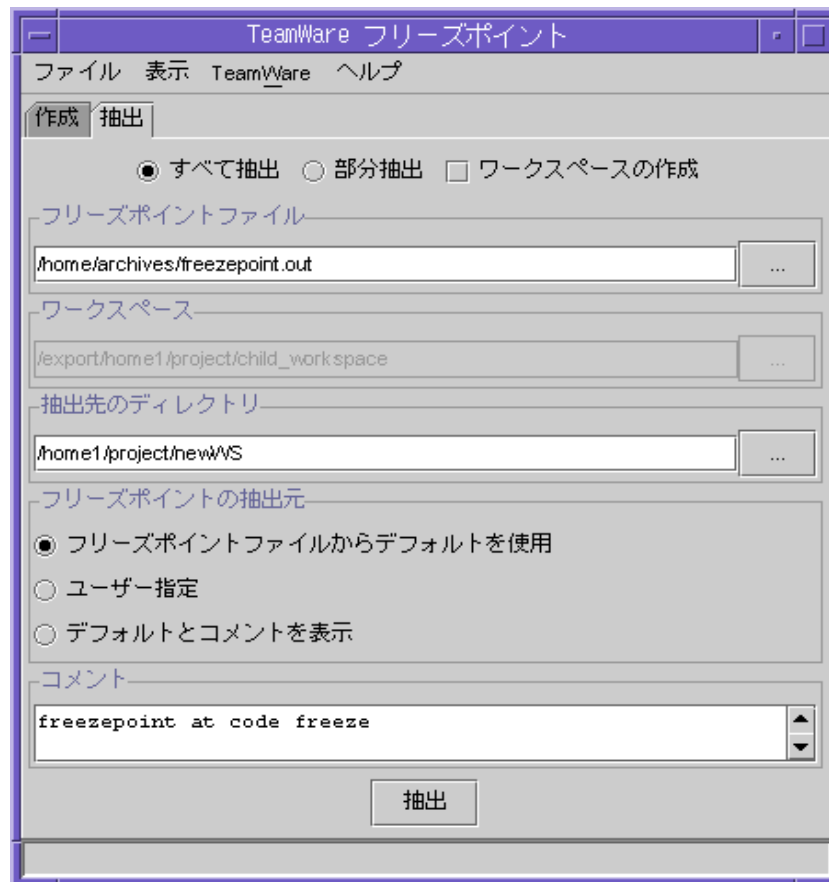 TeamWare フリーズポイント
ファイル 表示 TeamWare ヘルプ
作成 抽出
すべて抽出 部分抽出 ワークスペースの作成
フリーズポイントファイル
/home/archives/freezepoint.out ...
ワークスペース
/export/home1/project/child_workspace ...
抽出先のディレクトリ
/home1/project/newWS ...
フリーズポイントの抽出元
フリーズポイントファイルからデフォルトを使用
ユーザー指定
デフォルトとコメントを表示
コメント
freezepoint at code freeze
抽出